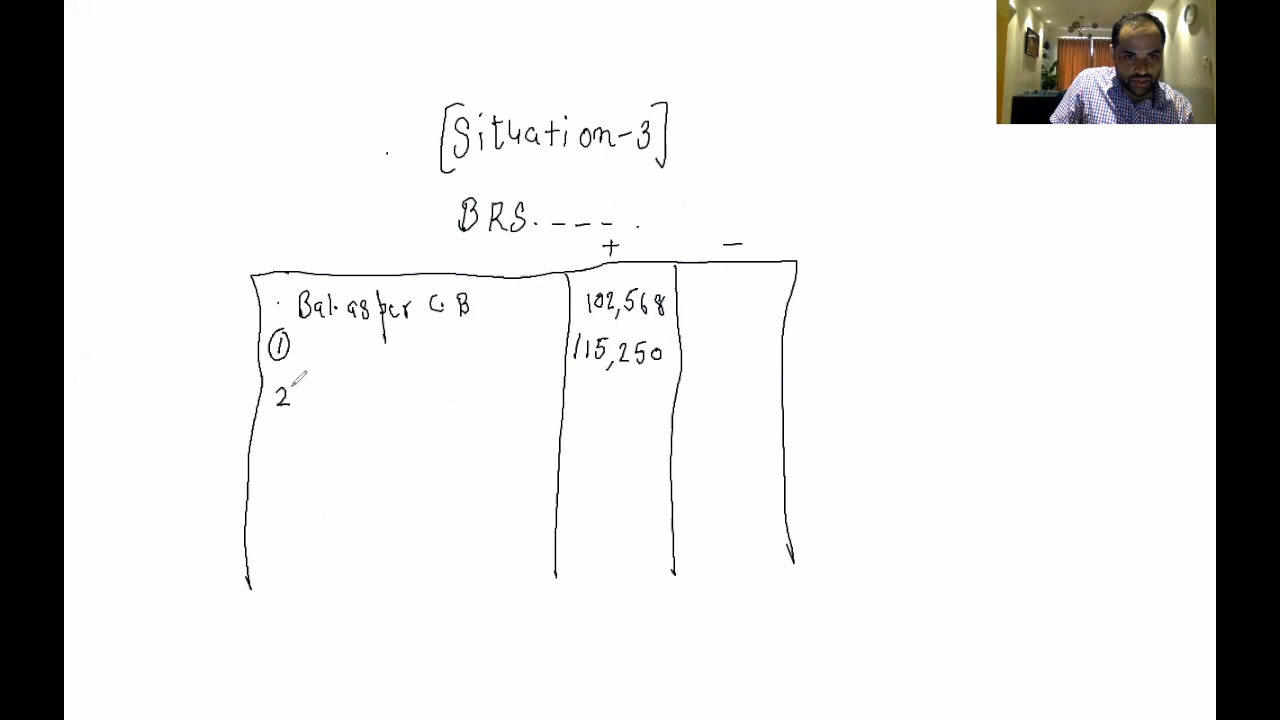 [Situation-3]
BRS. - - - .
+ -
Bal. as per C.B 102,568
1 115,250
2